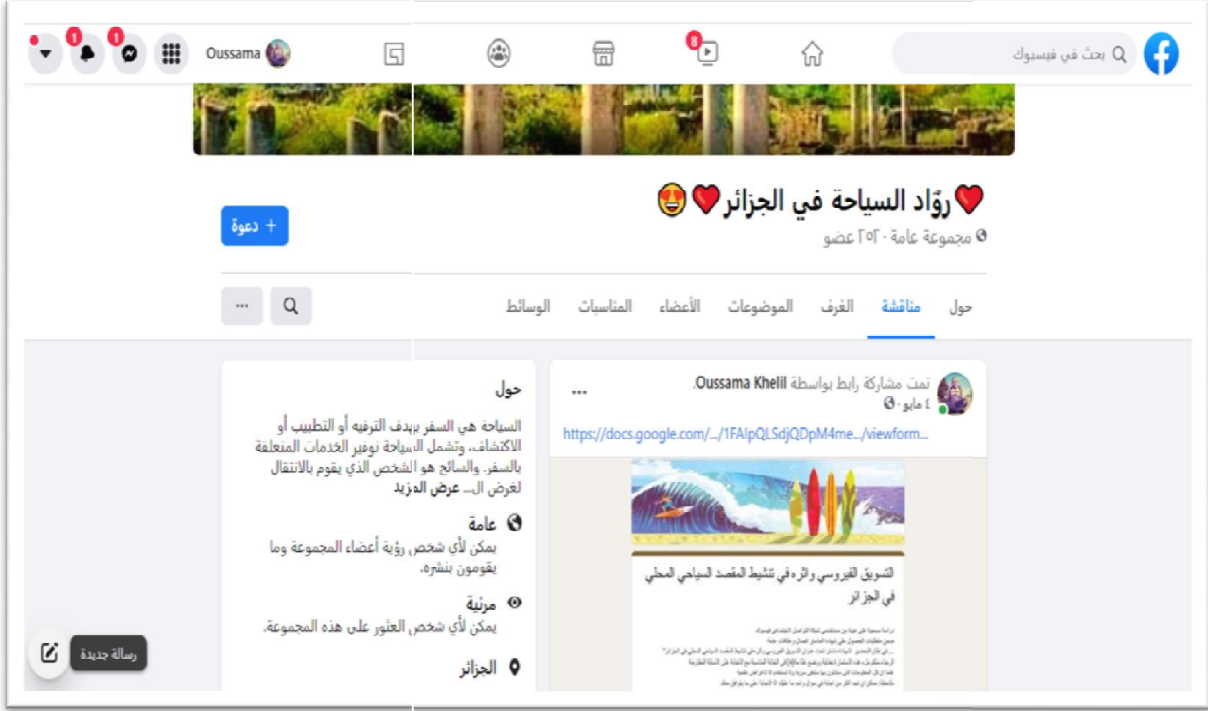 بحث في فيسبوك
8
Oussama
1
1
❤️روّاد السياحة في الجزائر❤️😍
مجموعة عامة · ٢٥٢ عضو
+ دعوة
حول
مناقشة
الغرف
الموضوعات
الأعضاء
المناسبات
الوسائط
تمت مشاركة رابط بواسطة Oussama Khelil.
٤ مايو ·
https://docs.google.com/.../1FAIpQLSdjQDpM4me.../viewform...
التسويق الفيروسي واثره في تنشيط المقصد السياحي المحلي
في الجزائر
حول
السياحة هي السفر بهدف الترفيه أو التطبيب أو
الاكتشاف، وتشمل السياحة توفير الخدمات المتعلقة
بالسفر. والسائح هو الشخص الذي يقوم بالانتقال
لغرض ال... عرض المزيد
عامة
يمكن لأي شخص رؤية أعضاء المجموعة وما
يقومون بنشره.
مرئية
يمكن لأي شخص العثور على هذه المجموعة.
الجزائر
رسالة جديدة